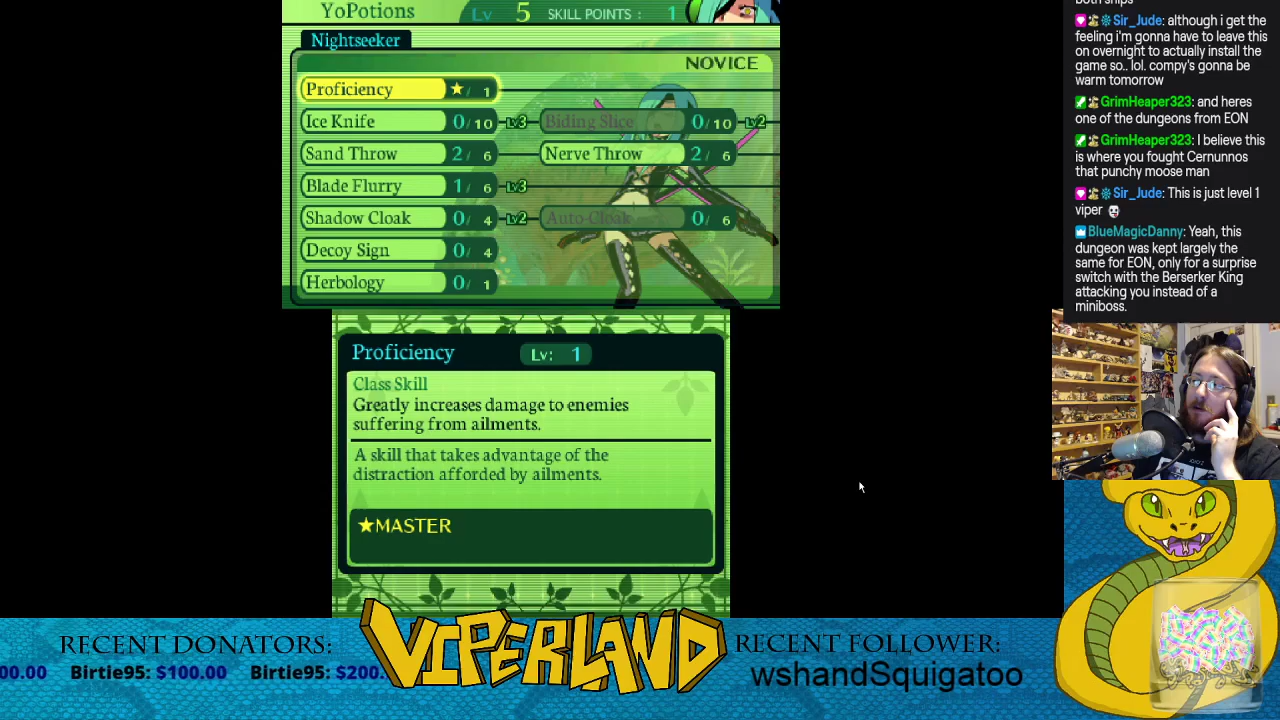 YoPotions Lv 5 SKILL POINTS : 1
Nightseeker
NOVICE
Proficiency ★/ 1
Ice Knife 0/10 Lv3 Biding Slice 0/10 Lv2
Sand Throw 2/ 6 Nerve Throw 2/ 6
Blade Flurry 1/ 6 Lv3
Shadow Cloak 0/ 4 Lv2 Auto-Cloak 0/ 6
Decoy Sign 0/ 4
Herbology 0/ 1
Proficiency Lv: 1
Class Skill
Greatly increases damage to enemies
suffering from ailments.
A skill that takes advantage of the
distraction afforded by ailments.
★MASTER
both ships
Sir_Jude: although i get the
feeling i'm gonna have to leave this
on overnight to actually install the
game so.. lol. compy's gonna be
warm tomorrow
GrimHeaper323: and heres
one of the dungeons from EON
GrimHeaper323: I believe this
is where you fought Cernunnos
that punchy moose man
Sir_Jude: This is just level 1
viper
BlueMagicDanny: Yeah, this
dungeon was kept largely the
same for EON, only for a surprise
switch with the Berserker King
attacking you instead of a
miniboss.
RECENT DONATORS:
00.00 Birtie95: $100.00 Birtie95: $200.
VIPERLAND
RECENT FOLLOWER:
wshandSquigatoo